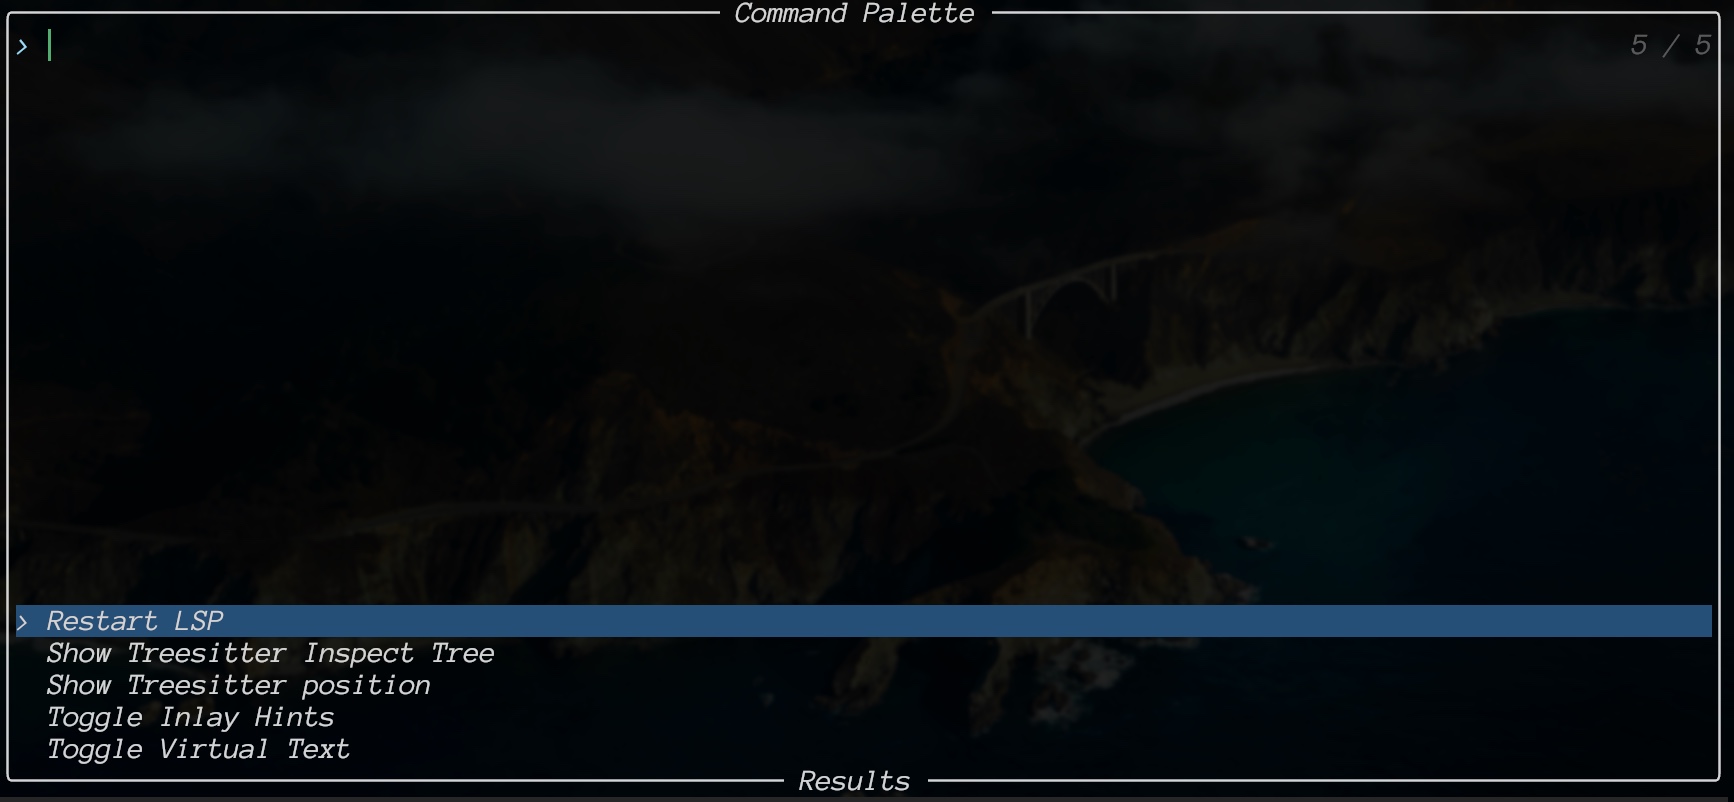 Command Palette
> 5 / 5
> Restart LSP
Show Treesitter Inspect Tree
Show Treesitter position
Toggle Inlay Hints
Toggle Virtual Text
Results